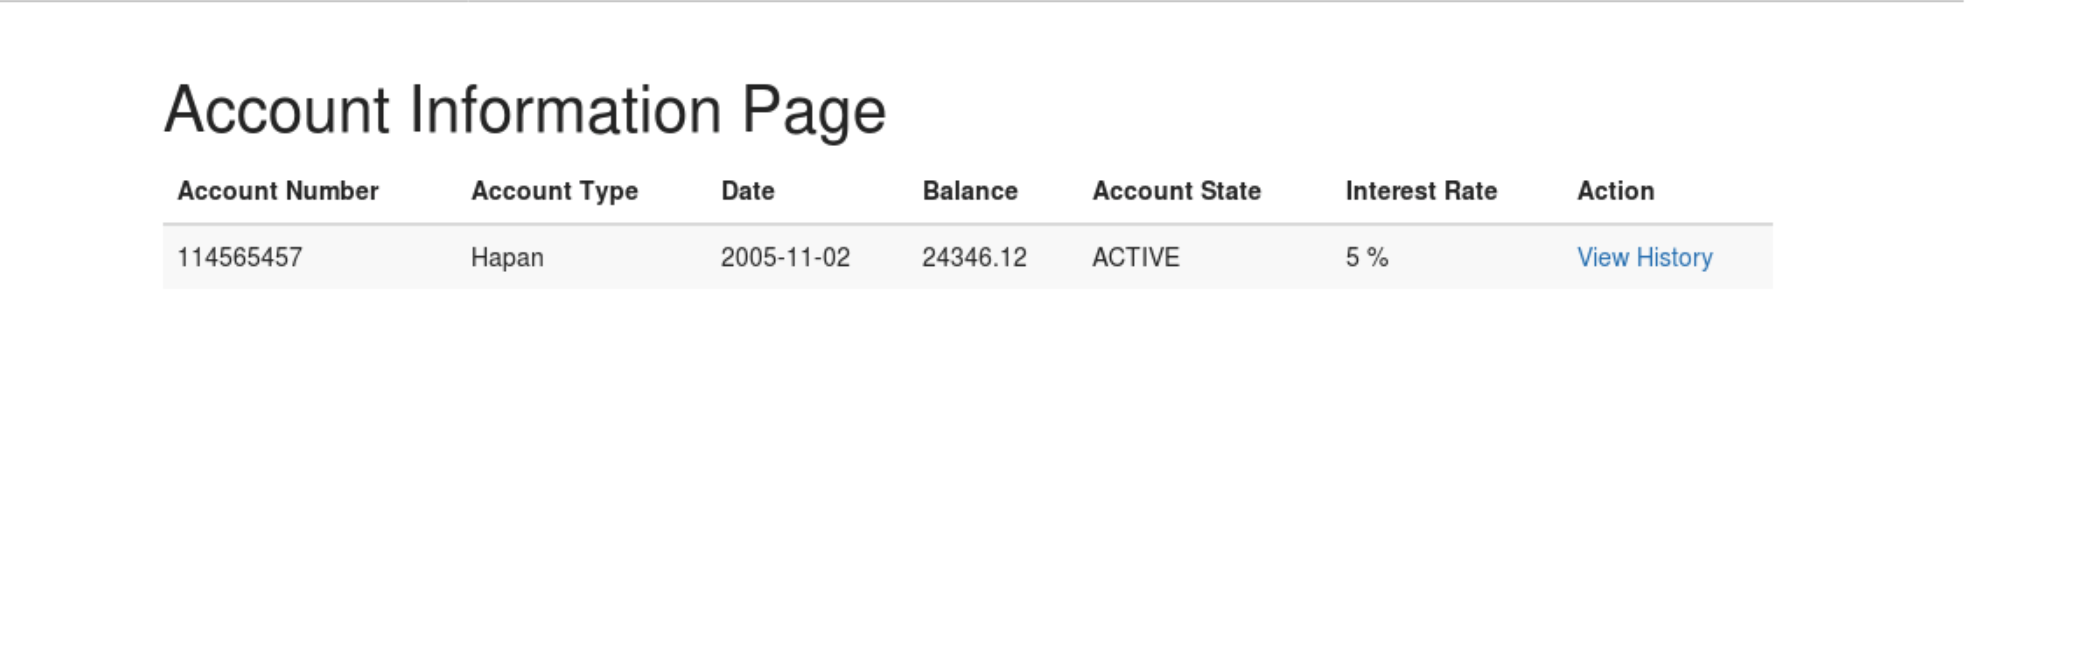 Account Information Page
Account Number Account Type Date Balance Account State Interest Rate Action
114565457 Hapan 2005-11-02 24346.12 ACTIVE 5 % View History